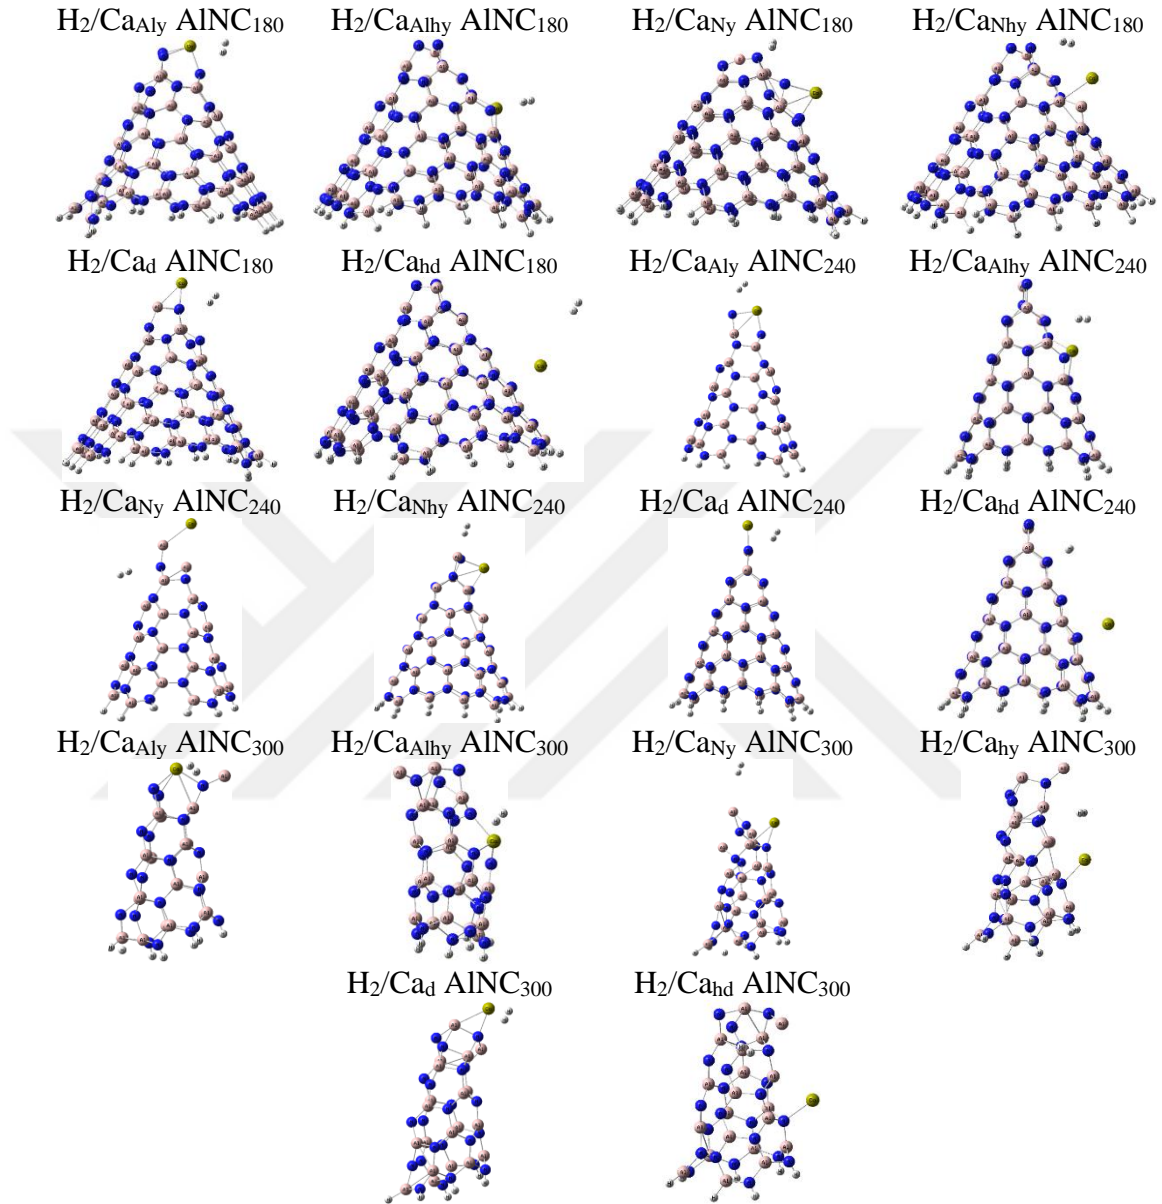 H2/CaAly AlNC180 H2/CaAlhy AlNC180 H2/CaNy AlNC180 H2/CaNhy AlNC180
H2/Cad AlNC180 H2/Cahd AlNC180 H2/CaAly AlNC240 H2/CaAlhy AlNC240
H2/CaNy AlNC240 H2/CaNhy AlNC240 H2/Cad AlNC240 H2/Cahd AlNC240
H2/CaAly AlNC300 H2/CaAlhy AlNC300 H2/CaNy AlNC300 H2/Cahy AlNC300
H2/Cad AlNC300 H2/Cahd AlNC300